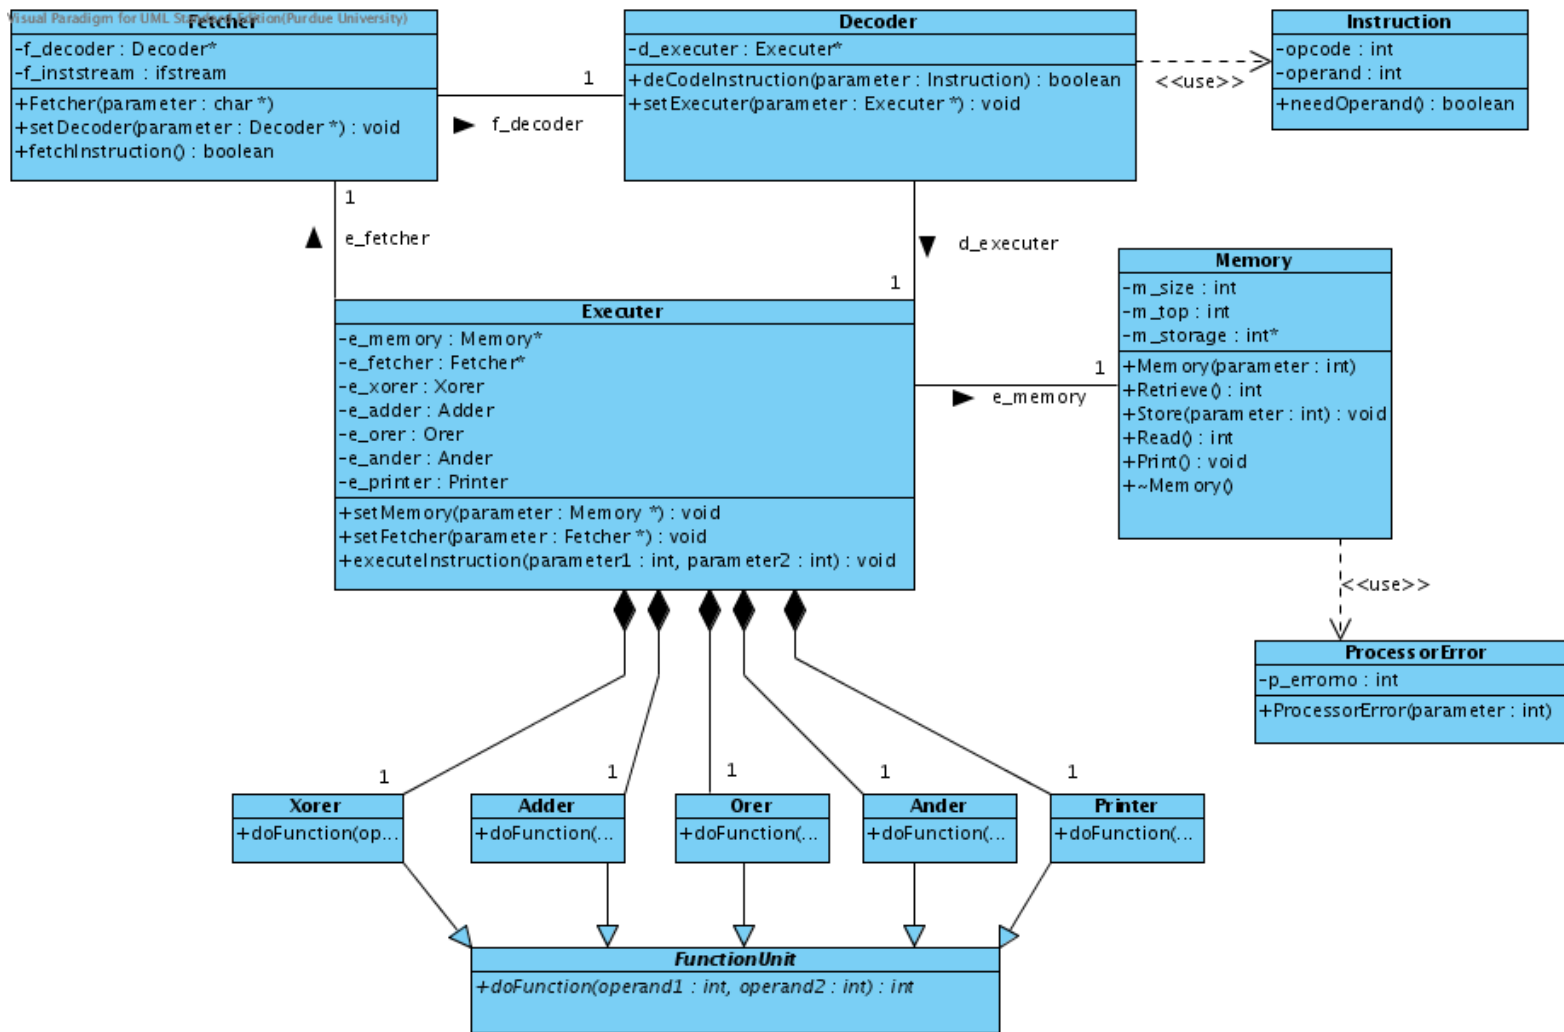 Visual Paradigm for UML Standard Edition(Purdue University)
Fetcher
-f_decoder : Decoder*
-f_inststream : ifstream
+Fetcher(parameter : char *)
+setDecoder(parameter : Decoder *) : void
+fetchInstruction() : boolean
1
f_decoder
Decoder
-d_executer : Executer*
+deCodeInstruction(parameter : Instruction) : boolean
+setExecuter(parameter : Executer *) : void
<<use>>
Instruction
-opcode : int
-operand : int
+needOperand() : boolean
1
e_fetcher
d_executer
1
Executer
-e_memory : Memory*
-e_fetcher : Fetcher*
-e_xorer : Xorer
-e_adder : Adder
-e_orer : Orer
-e_ander : Ander
-e_printer : Printer
+setMemory(parameter : Memory *) : void
+setFetcher(parameter : Fetcher *) : void
+executeInstruction(parameter1 : int, parameter2 : int) : void
1
e_memory
Memory
-m_size : int
-m_top : int
-m_storage : int*
+Memory(parameter : int)
+Retrieve() : int
+Store(parameter : int) : void
+Read() : int
+Print() : void
+~Memory()
<<use>>
ProcessorError
-p_errorno : int
+ProcessorError(parameter : int)
1
1
1
1
1
Xorer
+doFunction(op...
Adder
+doFunction(...
Orer
+doFunction(...
Ander
+doFunction(...
Printer
+doFunction(...
FunctionUnit
+doFunction(operand1 : int, operand2 : int) : int